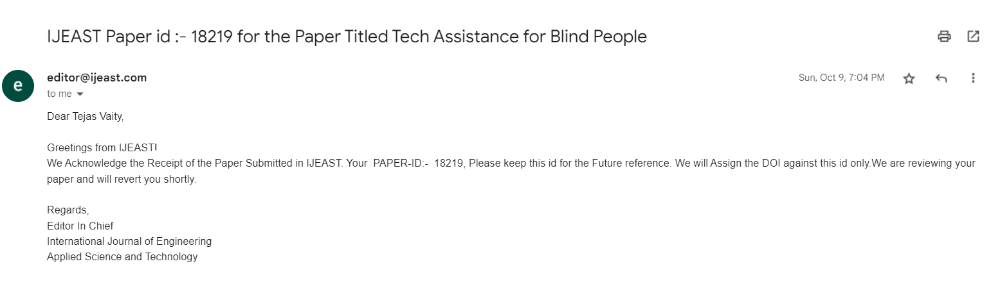 IJEAST Paper id :- 18219 for the Paper Titled Tech Assistance for Blind People
e
editor@ijeast.com
Sun, Oct 9, 7:04 PM
to me
Dear Tejas Vaity,
Greetings from IJEAST!
We Acknowledge the Receipt of the Paper Submitted in IJEAST. Your  PAPER-ID:-  18219, Please keep this id for the Future reference. We will Assign the DOI against this id only.We are reviewing your
paper and will revert you shortly.
Regards,
Editor In Chief
International Journal of Engineering
Applied Science and Technology